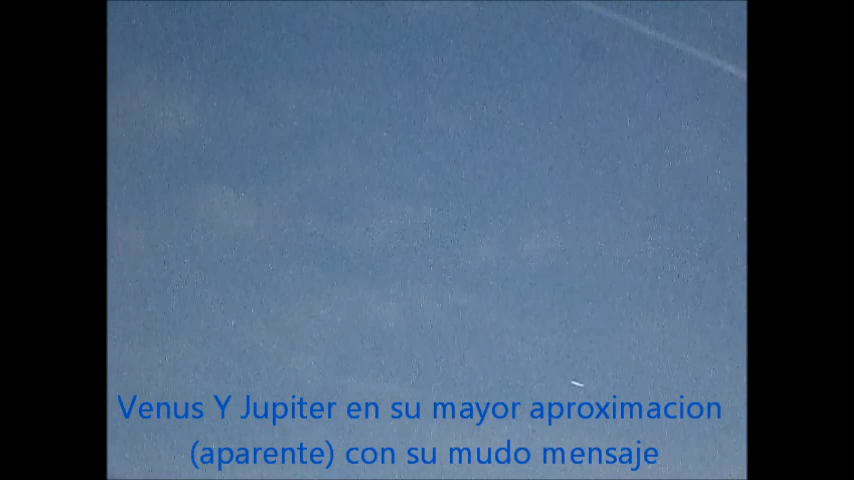 Venus Y Jupiter en su mayor aproximacion
(aparente) con su mudo mensaje